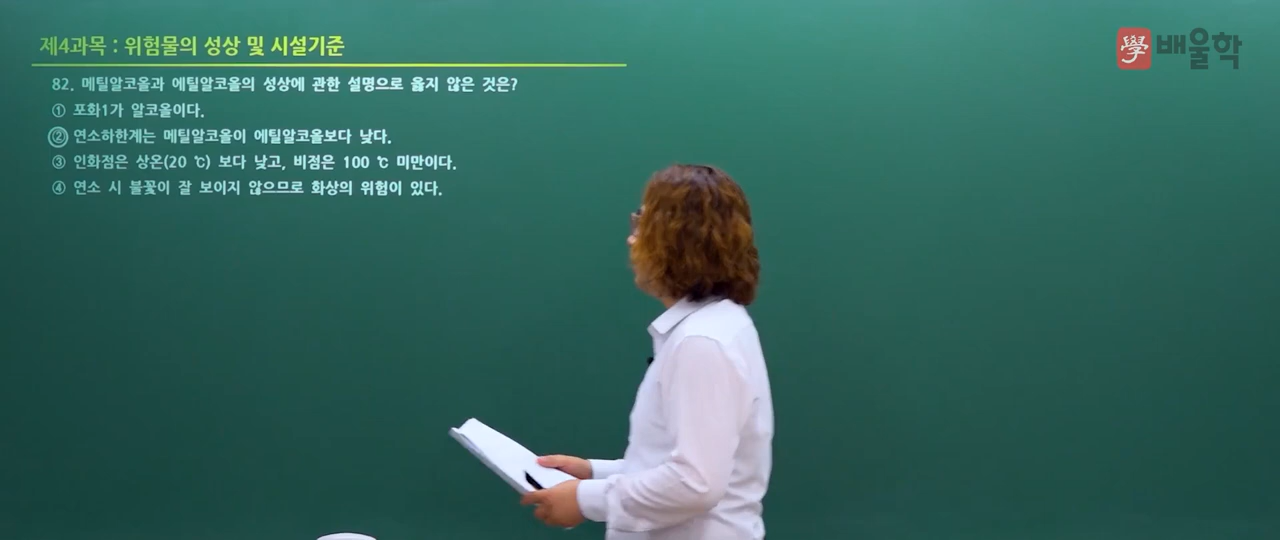 제4과목 : 위험물의 성상 및 시설기준
學 배울학
82. 메틸알코올과 에틸알코올의 성상에 관한 설명으로 옳지 않은 것은?
① 포화1가 알코올이다.
② 연소하한계는 메틸알코올이 에틸알코올보다 낮다.
③ 인화점은 상온(20 ℃) 보다 낮고, 비점은 100 ℃ 미만이다.
④ 연소 시 불꽃이 잘 보이지 않으므로 화상의 위험이 있다.